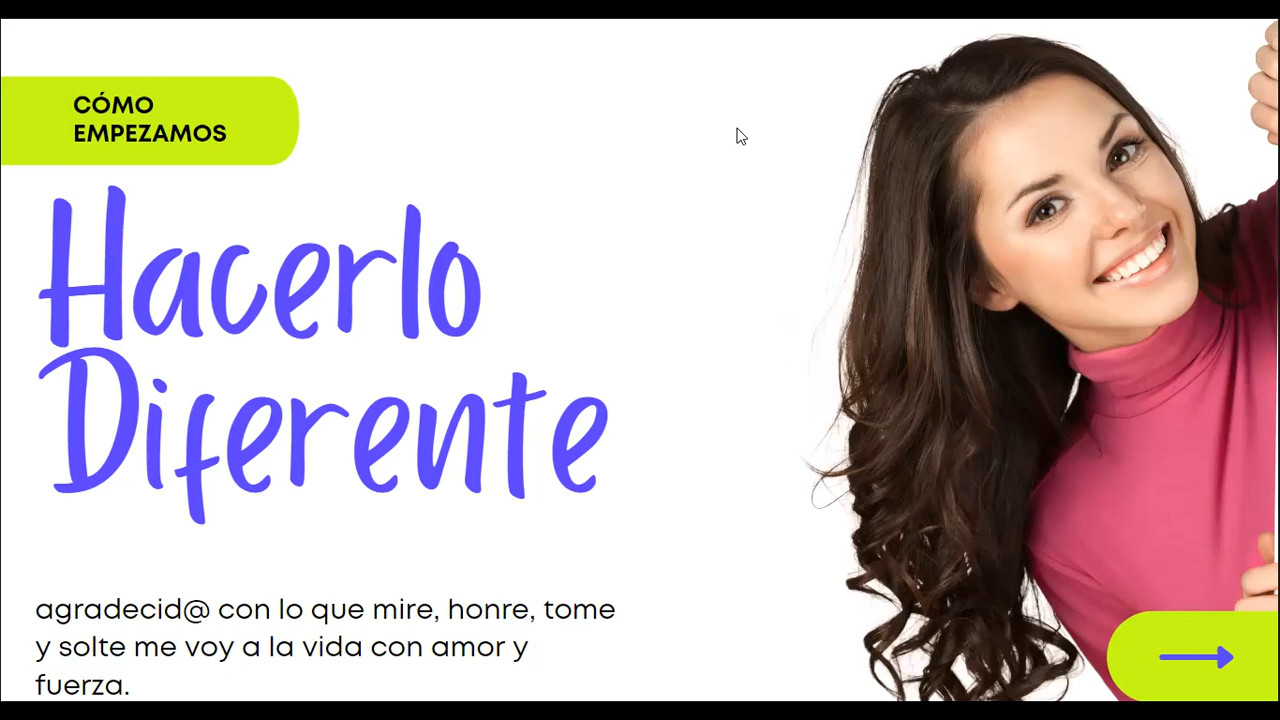 CÓMO
EMPEZAMOS
Hacerlo
Diferente
agradecid@ con lo que mire, honre, tome
y solte me voy a la vida con amor y
fuerza.